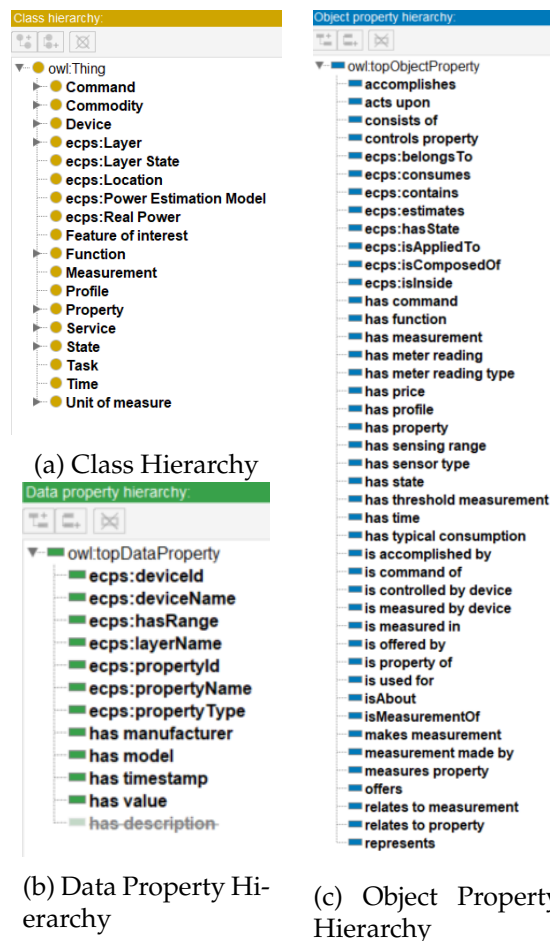 Class hierarchy:
owl:Thing
Command
Commodity
Device
ecps:Layer
ecps:Layer State
ecps:Location
ecps:Power Estimation Model
ecps:Real Power
Feature of interest
Function
Measurement
Profile
Property
Service
State
Task
Time
Unit of measure
(a) Class Hierarchy
Data property hierarchy:
owl:topDataProperty
ecps:deviceId
ecps:deviceName
ecps:hasRange
ecps:layerName
ecps:propertyId
ecps:propertyName
ecps:propertyType
has manufacturer
has model
has timestamp
has value
has description
(b) Data Property Hi-
erarchy
Object property hierarchy:
owl:topObjectProperty
accomplishes
acts upon
consists of
controls property
ecps:belongsTo
ecps:consumes
ecps:contains
ecps:estimates
ecps:hasState
ecps:isAppliedTo
ecps:isComposedOf
ecps:isInside
has command
has function
has measurement
has meter reading
has meter reading type
has price
has profile
has property
has sensing range
has sensor type
has state
has threshold measurement
has time
has typical consumption
is accomplished by
is command of
is controlled by device
is measured by device
is measured in
is offered by
is property of
is used for
isAbout
isMeasurementOf
makes measurement
measurement made by
measures property
offers
relates to measurement
relates to property
represents
(c) Object Property
Hierarchy